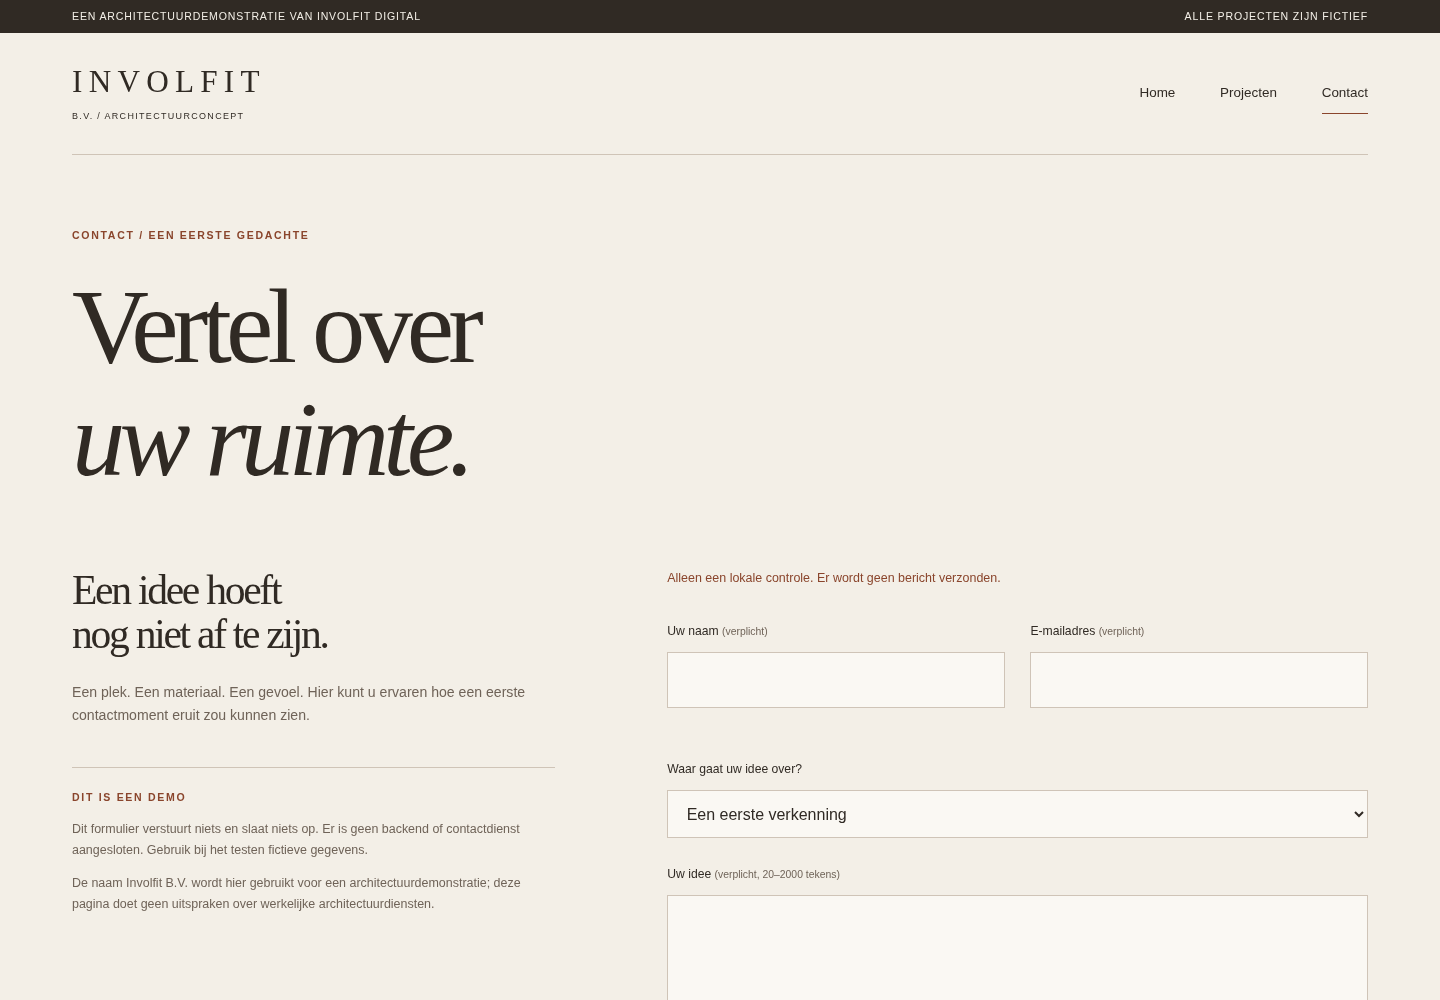 EEN ARCHITECTUURDEMONSTRATIE VAN INVOLFIT DIGITAL
ALLE PROJECTEN ZIJN FICTIEF
INVOLFIT
B.V. / ARCHITECTUURCONCEPT
Home
Projecten
Contact
CONTACT / EEN EERSTE GEDACHTE
Vertel over
uw ruimte.
Een idee hoeft
nog niet af te zijn.
Een plek. Een materiaal. Een gevoel. Hier kunt u ervaren hoe een eerste
contactmoment eruit zou kunnen zien.
DIT IS EEN DEMO
Dit formulier verstuurt niets en slaat niets op. Er is geen backend of contactdienst
aangesloten. Gebruik bij het testen fictieve gegevens.
De naam Involfit B.V. wordt hier gebruikt voor een architectuurdemonstratie; deze
pagina doet geen uitspraken over werkelijke architectuurdiensten.
Alleen een lokale controle. Er wordt geen bericht verzonden.
Uw naam (verplicht)
E-mailadres (verplicht)
Waar gaat uw idee over?
Een eerste verkenning
Uw idee (verplicht, 20–2000 tekens)